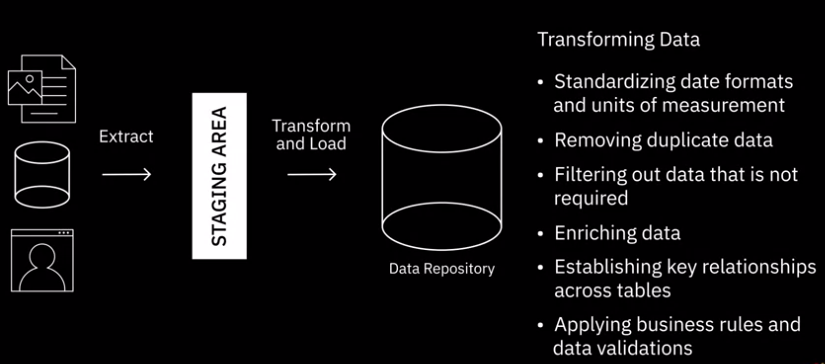 Extract
STAGING AREA
Transform
and Load
Data Repository
Transforming Data
• Standardizing date formats
and units of measurement
• Removing duplicate data
• Filtering out data that is not
required
• Enriching data
• Establishing key relationships
across tables
• Applying business rules and
data validations